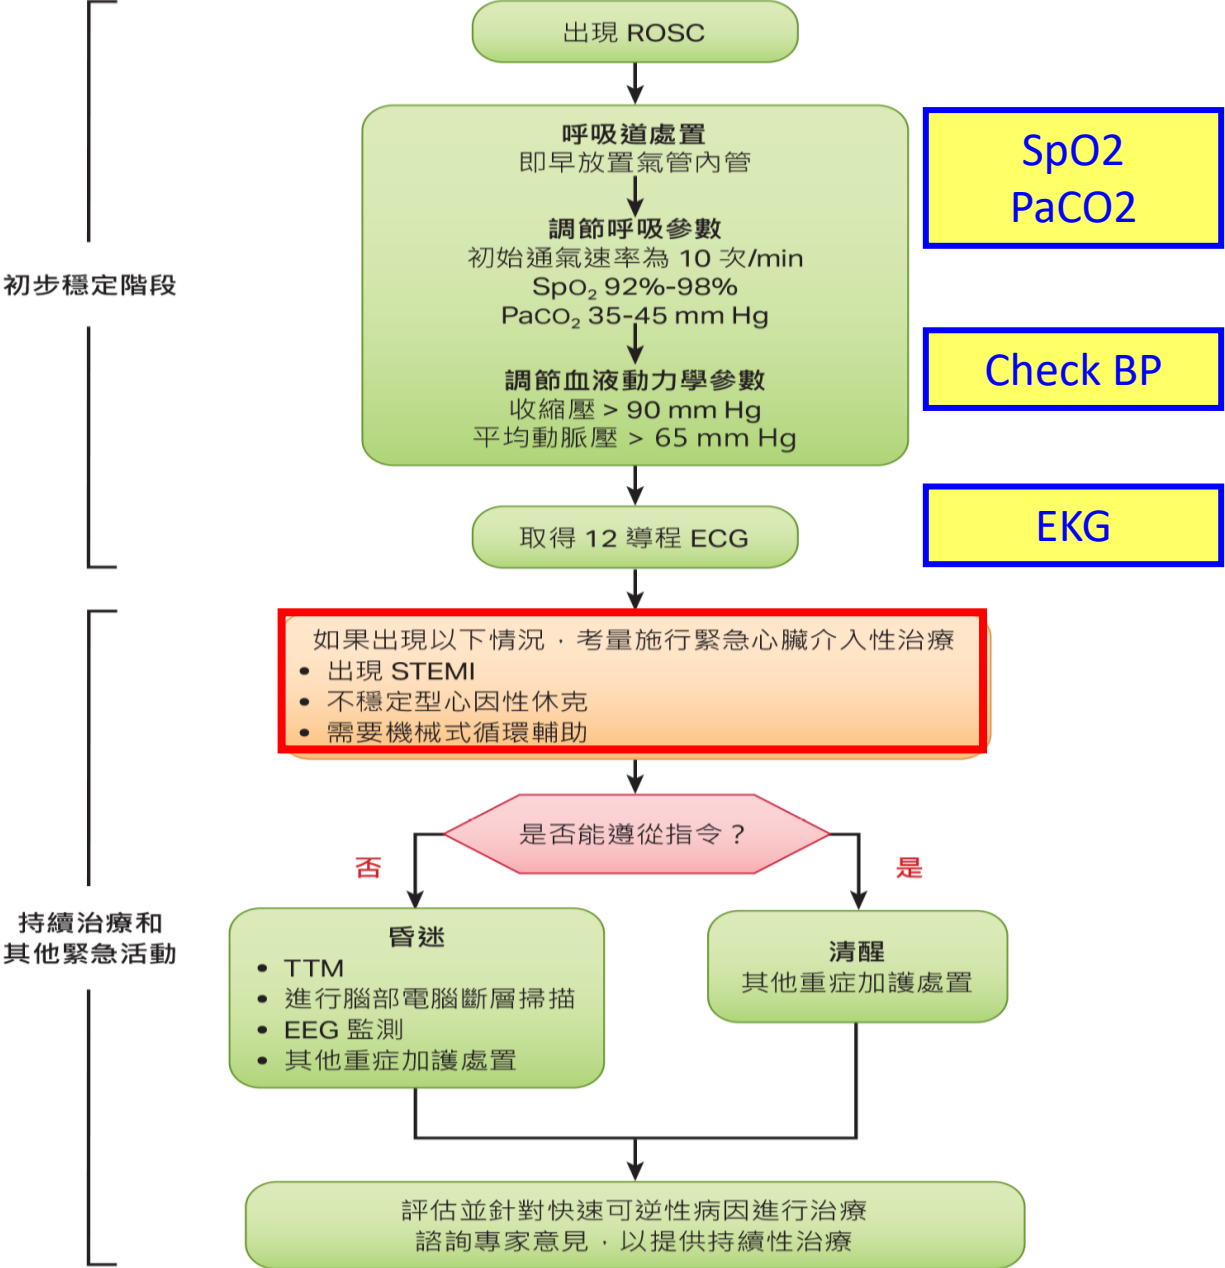 出現 ROSC
呼吸道處置
即早放置氣管內管
調節呼吸參數
初始通氣速率為 10 次/min
SpO₂ 92%-98%
PaCO₂ 35-45 mm Hg
調節血液動力學參數
收縮壓 > 90 mm Hg
平均動脈壓 > 65 mm Hg
SpO2
PaCO2
Check BP
初步穩定階段
取得 12 導程 ECG
EKG
如果出現以下情況，考量施行緊急心臟介入性治療
• 出現 STEMI
• 不穩定型心因性休克
• 需要機械式循環輔助
是否能遵從指令？
否
是
持續治療和
其他緊急活動
昏迷
• TTM
• 進行腦部電腦斷層掃描
• EEG 監測
• 其他重症加護處置
清醒
其他重症加護處置
評估並針對快速可逆性病因進行治療
諮詢專家意見，以提供持續性治療